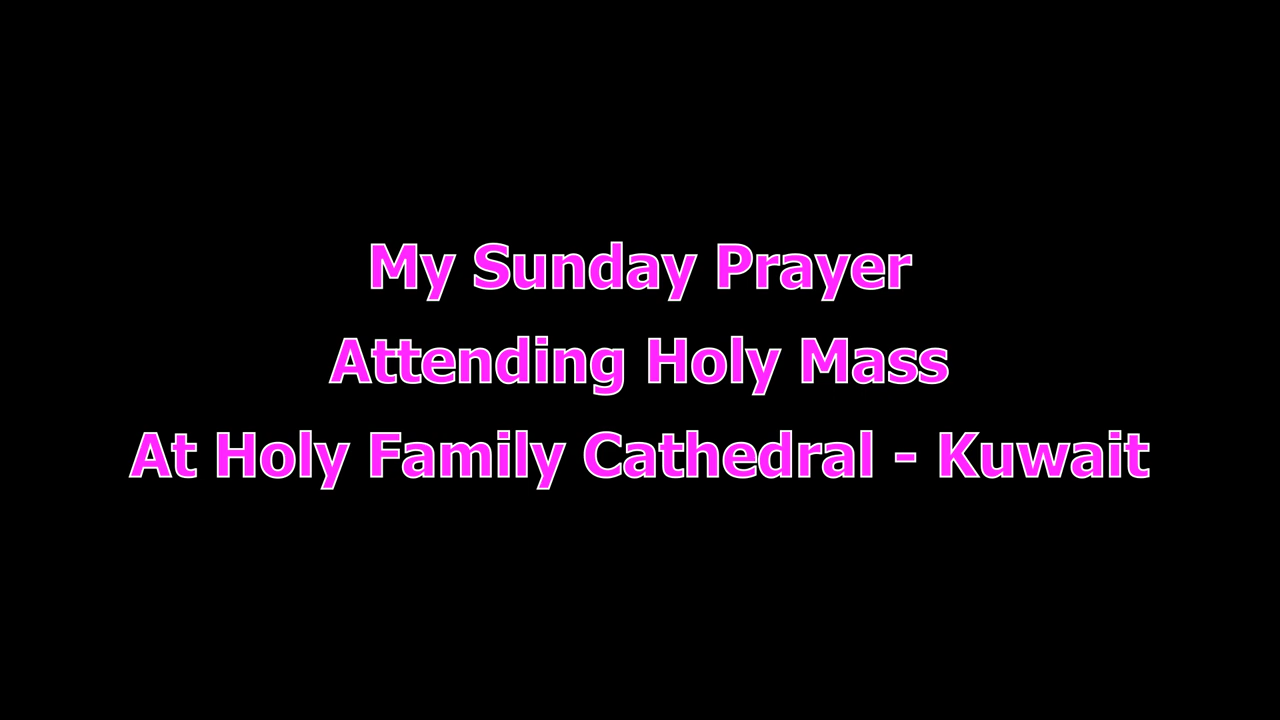 My Sunday Prayer
Attending Holy Mass
At Holy Family Cathedral - Kuwait